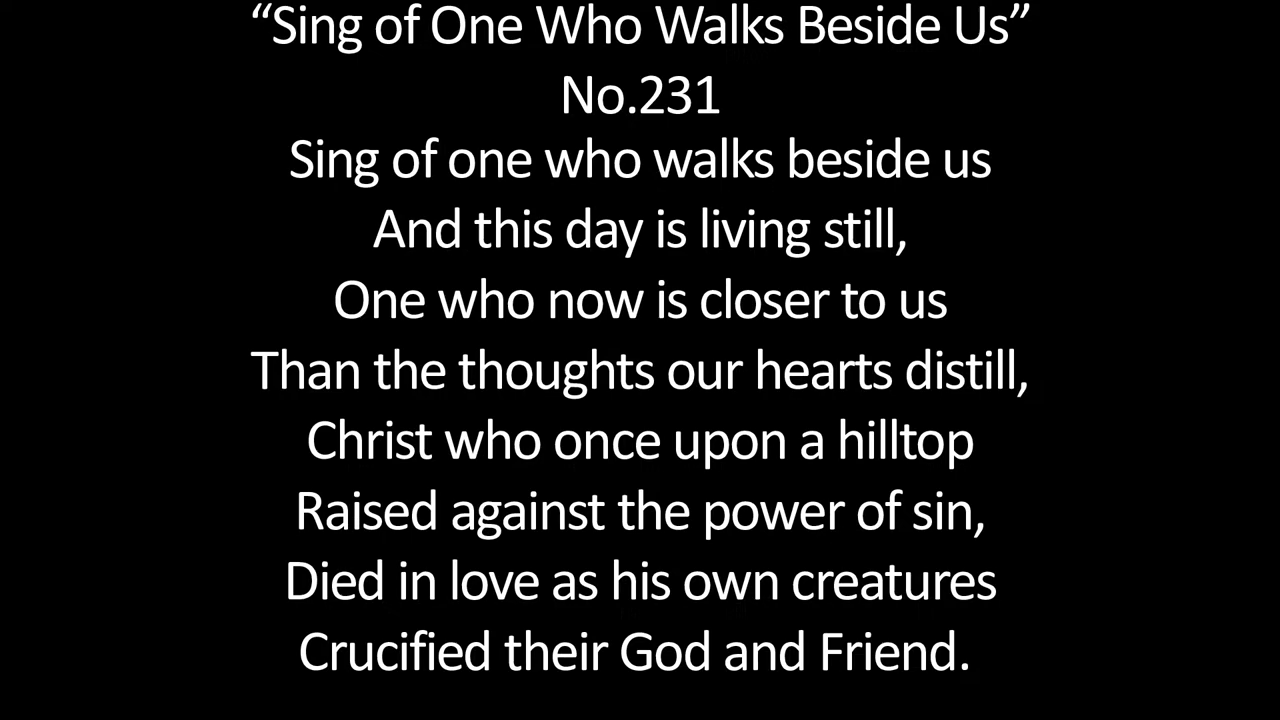 “Sing of One Who Walks Beside Us”
No.231
Sing of one who walks beside us
And this day is living still,
One who now is closer to us
Than the thoughts our hearts distill,
Christ who once upon a hilltop
Raised against the power of sin,
Died in love as his own creatures
Crucified their God and Friend.